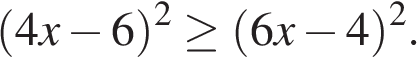 (4x − 6)² ≥ (6x − 4)².